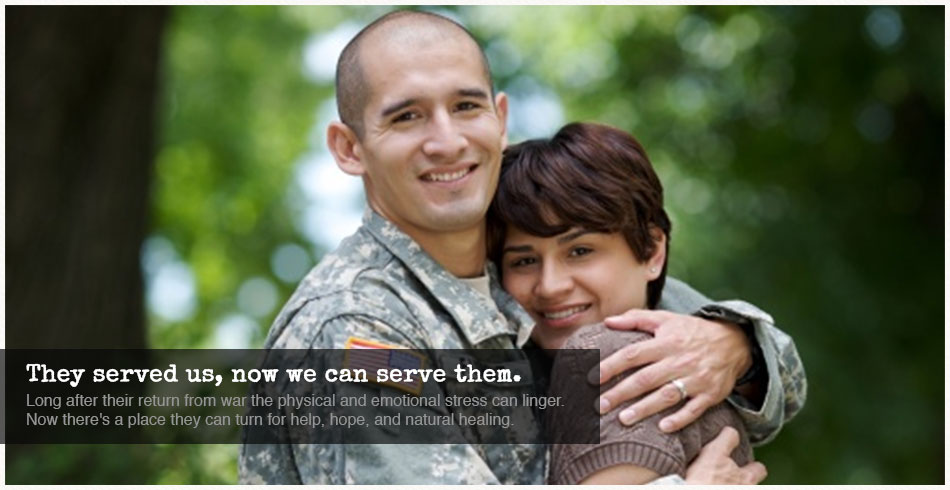 They served us, now we can serve them.
Long after their return from war the physical and emotional stress can linger.
Now there's a place they can turn for help, hope, and natural healing.